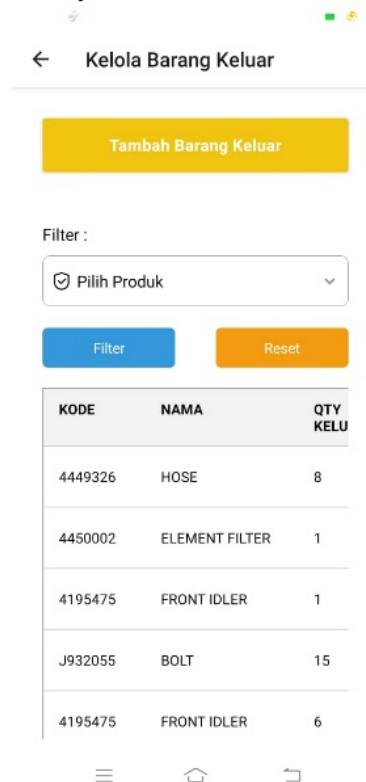 Kelola Barang Keluar
Tambah Barang Keluar
Filter :
Pilih Produk
Filter Reset
KODE NAMA QTY
KELU
4449326 HOSE 8
4450002 ELEMENT FILTER 1
4195475 FRONT IDLER 1
J932055 BOLT 15
4195475 FRONT IDLER 6